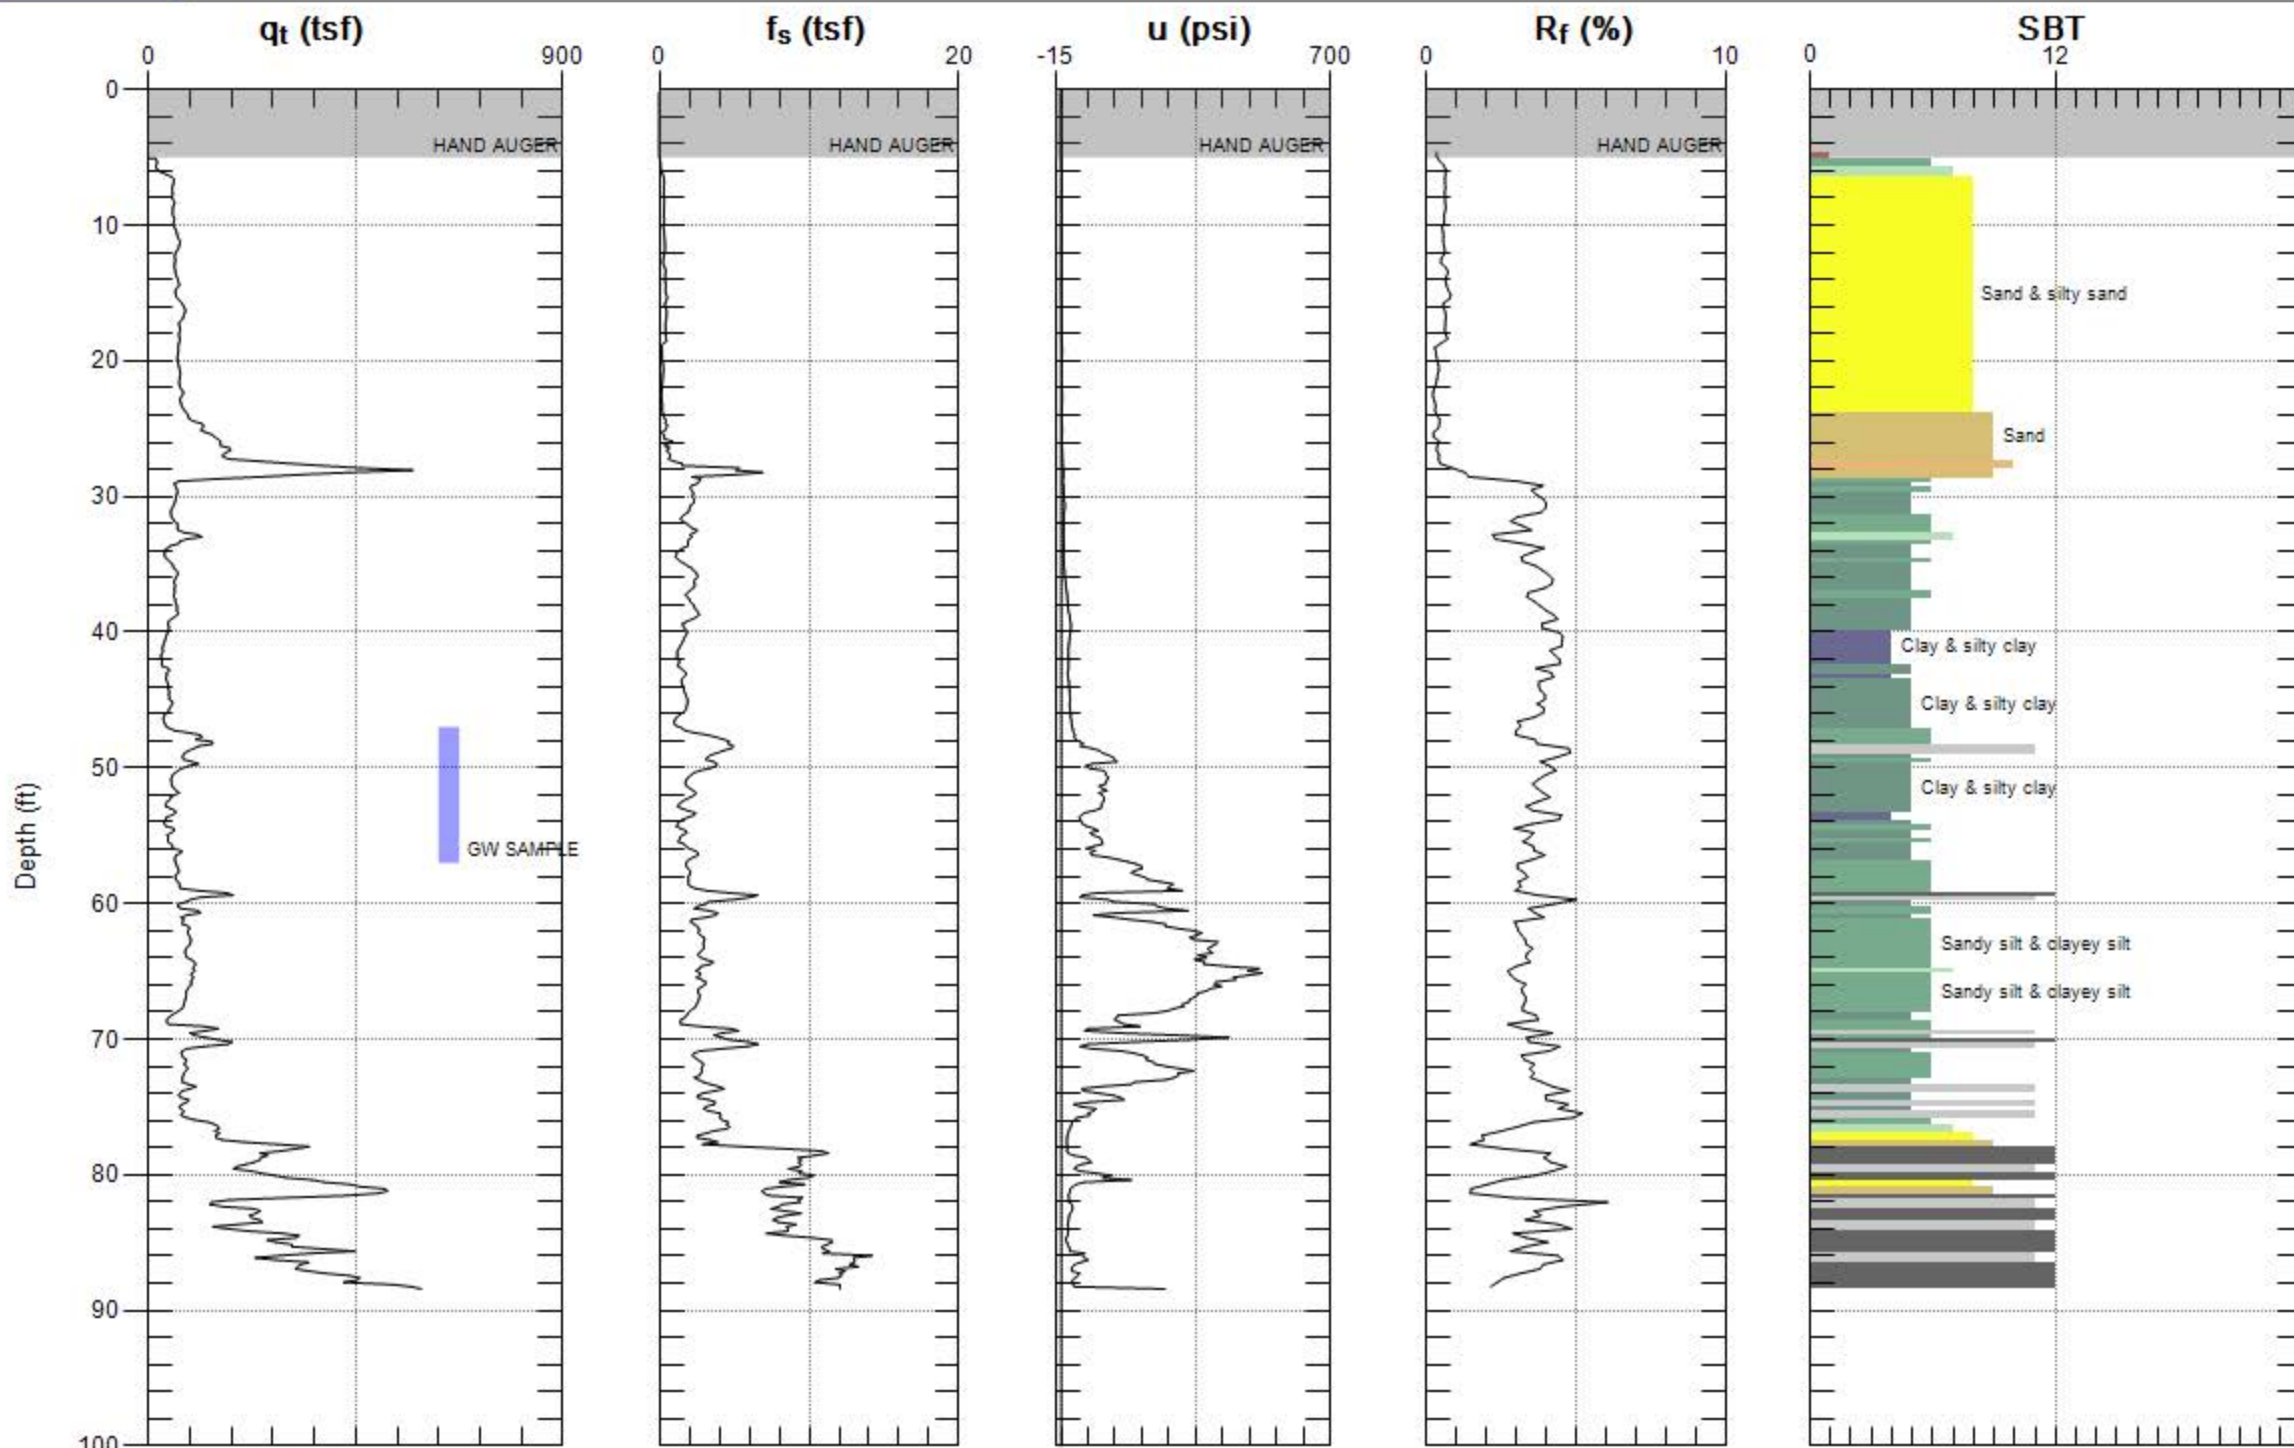 qt (tsf) fs (tsf) u (psi) Rf (%) SBT
0 900 0 20 -15 700 0 10 0 12
0
HAND AUGER HAND AUGER HAND AUGER HAND AUGER
10
Sand & silty sand
20
Sand
30
40
Clay & silty clay
Clay & silty clay
50
Clay & silty clay
Depth (ft)
GW SAMPLE
60
Sandy silt & clayey silt
Sandy silt & clayey silt
70
80
90
100